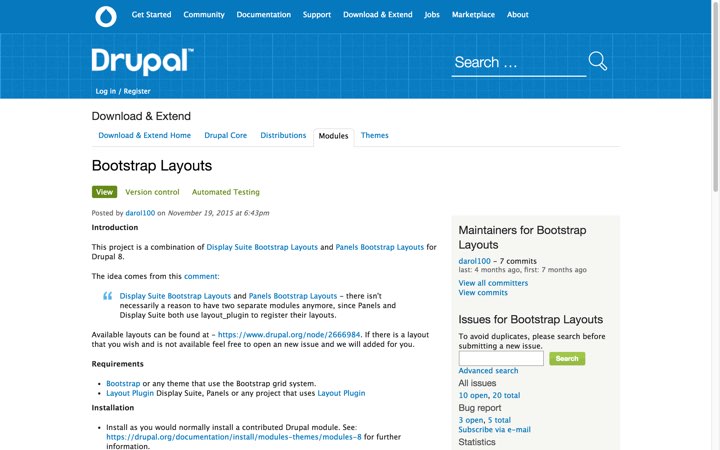 Get Started Community Documentation Support Download & Extend Jobs Marketplace About
Drupal™
Search ...
Log in / Register
Download & Extend
Download & Extend Home Drupal Core Distributions Modules Themes
Bootstrap Layouts
View Version control Automated Testing
Posted by darol100 on November 19, 2015 at 6:43pm
Introduction
This project is a combination of Display Suite Bootstrap Layouts and Panels Bootstrap Layouts for
Drupal 8.
The idea comes from this comment:
Display Suite Bootstrap Layouts and Panels Bootstrap Layouts - there isn't
necessarily a reason to have two separate modules anymore, since Panels and
Display Suite both use layout_plugin to register their layouts.
Available layouts can be found at - https://www.drupal.org/node/2666984. If there is a layout
that you wish and is not available feel free to open an new issue and we will added for you.
Requirements
• Bootstrap or any theme that use the Bootstrap grid system.
• Layout Plugin Display Suite, Panels or any project that uses Layout Plugin
Installation
• Install as you would normally install a contributed Drupal module. See:
https://drupal.org/documentation/install/modules-themes/modules-8 for further
information.
Maintainers for Bootstrap
Layouts
darol100 - 7 commits
last: 4 months ago, first: 7 months ago
View all committers
View commits
Issues for Bootstrap Layouts
To avoid duplicates, please search before
submitting a new issue.
Search
Advanced search
All issues
10 open, 20 total
Bug report
3 open, 5 total
Subscribe via e-mail
Statistics